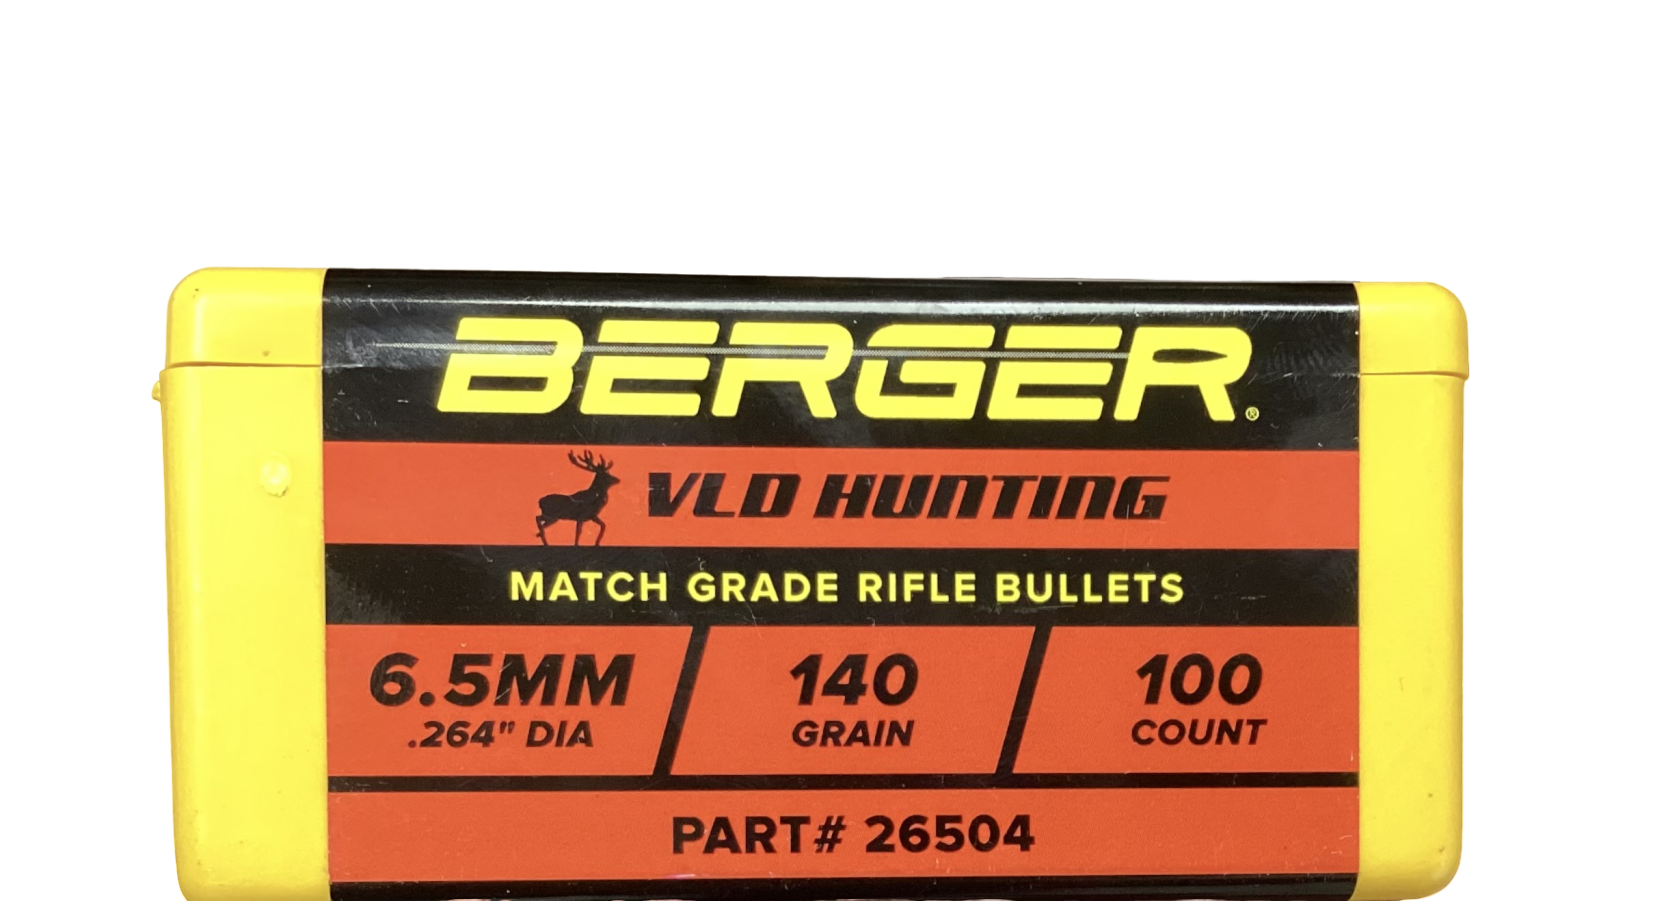 BERGER®
VLD HUNTING
MATCH GRADE RIFLE BULLETS
6.5MM 140 100
.264" DIA GRAIN COUNT
PART# 26504